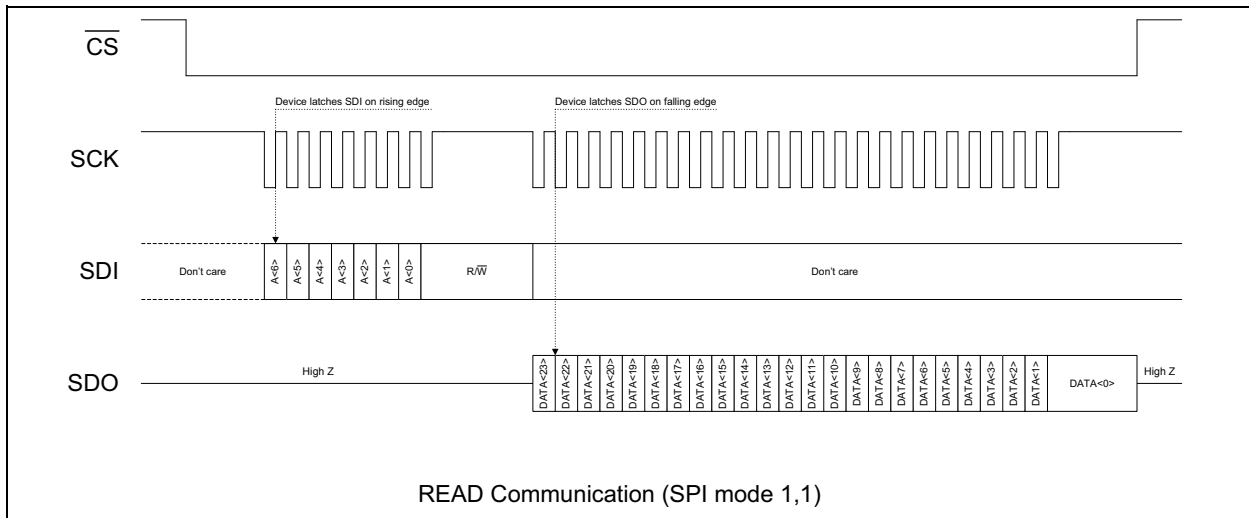 CS
Device latches SDI on rising edge
Device latches SDO on falling edge
SCK
SDI
Don't care
A<6>
A<5>
A<4>
A<3>
A<2>
A<1>
A<0>
R/W
Don't care
SDO
High Z
DATA<23>
DATA<22>
DATA<21>
DATA<20>
DATA<19>
DATA<18>
DATA<17>
DATA<16>
DATA<15>
DATA<14>
DATA<13>
DATA<12>
DATA<11>
DATA<10>
DATA<9>
DATA<8>
DATA<7>
DATA<6>
DATA<5>
DATA<4>
DATA<3>
DATA<2>
DATA<1>
DATA<0>
High Z
READ Communication (SPI mode 1,1)